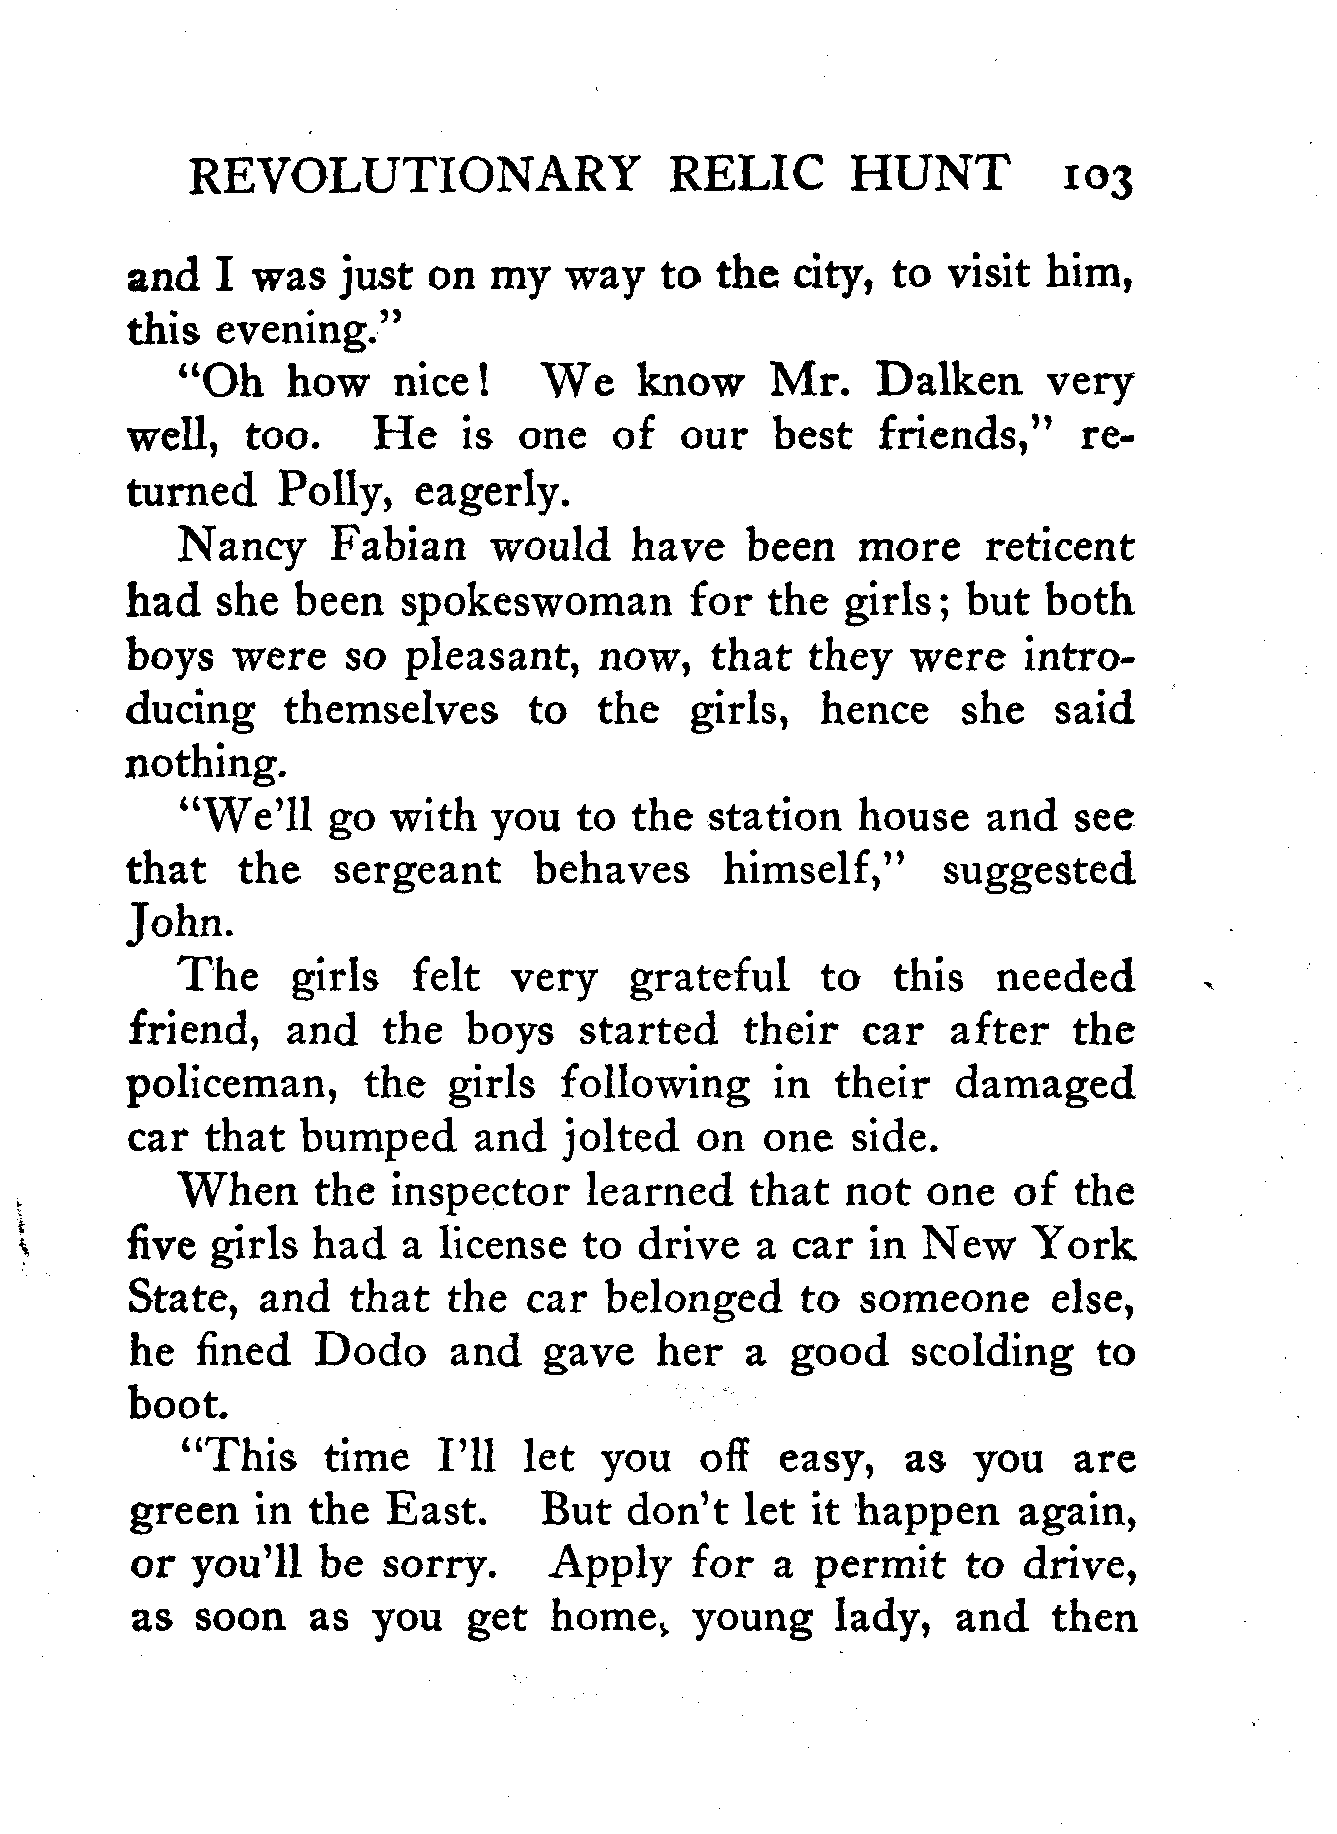 REVOLUTIONARY RELIC HUNT 103
and I was just on my way to the city, to visit him,
this evening."
"Oh how nice! We know Mr. Dalken very
well, too. He is one of our best friends," re-
turned Polly, eagerly.
Nancy Fabian would have been more reticent
had she been spokeswoman for the girls; but both
boys were so pleasant, now, that they were intro-
ducing themselves to the girls, hence she said
nothing.
"We'll go with you to the station house and see
that the sergeant behaves himself," suggested
John.
The girls felt very grateful to this needed
friend, and the boys started their car after the
policeman, the girls following in their damaged
car that bumped and jolted on one side.
When the inspector learned that not one of the
five girls had a license to drive a car in New York
State, and that the car belonged to someone else,
he fined Dodo and gave her a good scolding to
boot.
"This time I'll let you off easy, as you are
green in the East. But don't let it happen again,
or you'll be sorry. Apply for a permit to drive,
as soon as you get home, young lady, and then